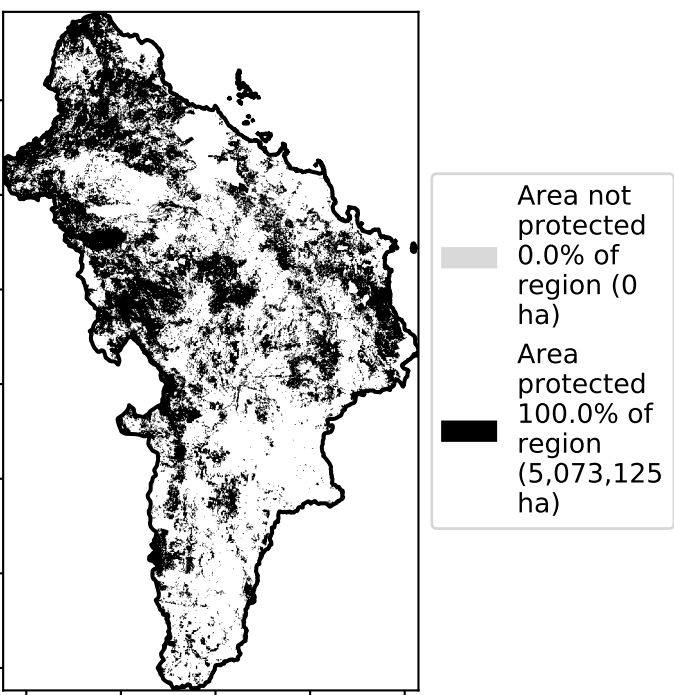 Area not
protected
0.0% of
region (0
ha)
Area
protected
100.0% of
region
(5,073,125
ha)